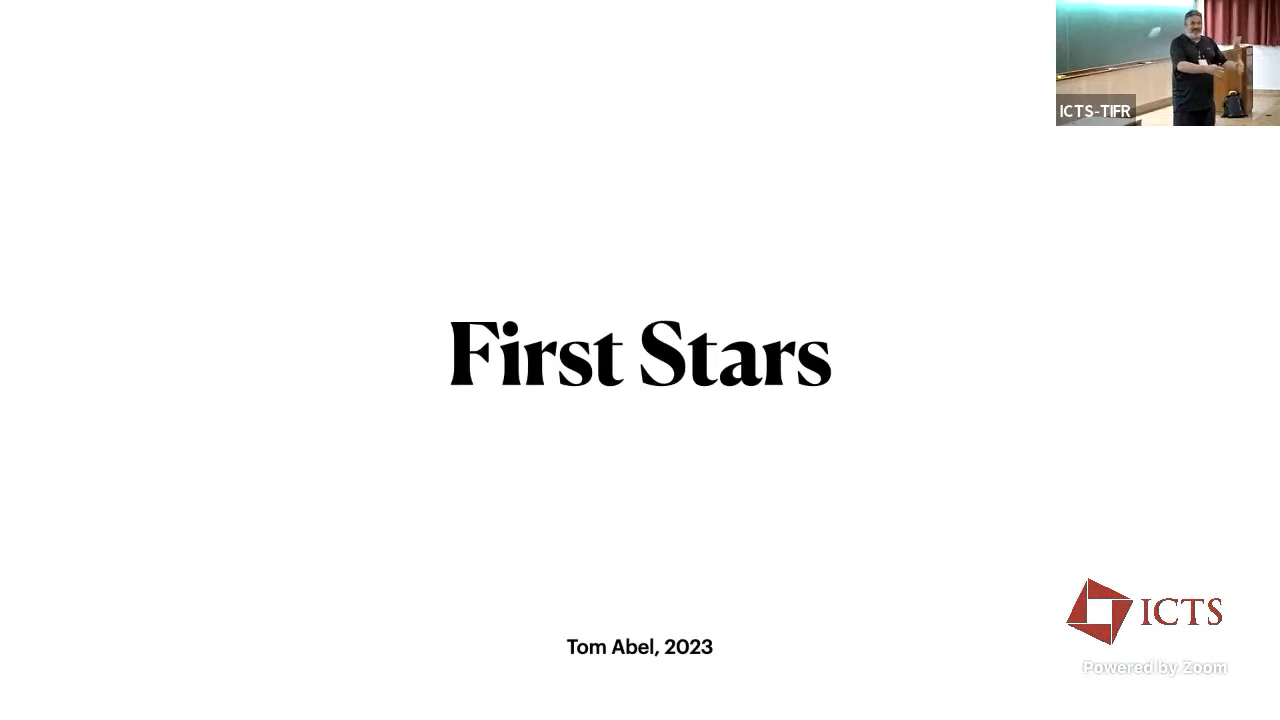 ICTS-TIFR
First Stars
ICTS
Tom Abel, 2023
Powered by Zoom